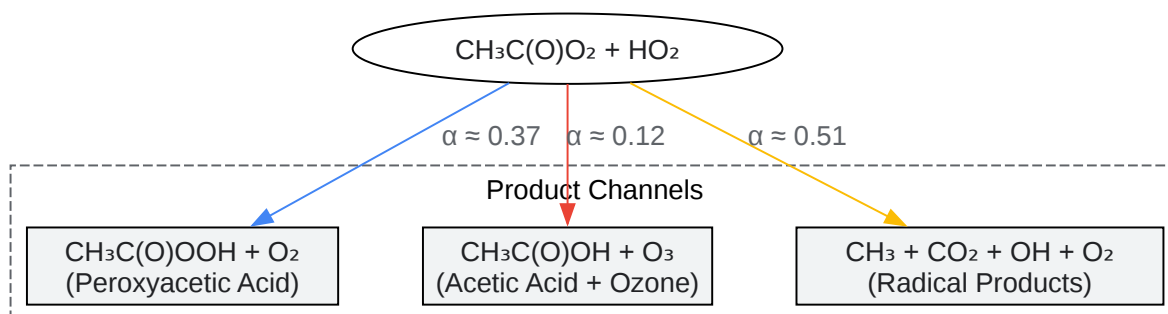 CH₃C(O)O₂ + HO₂
α ≈ 0.37
α ≈ 0.12
α ≈ 0.51
Product Channels
CH₃C(O)OOH + O₂
(Peroxyacetic Acid)
CH₃C(O)OH + O₃
(Acetic Acid + Ozone)
CH₃ + CO₂ + OH + O₂
(Radical Products)